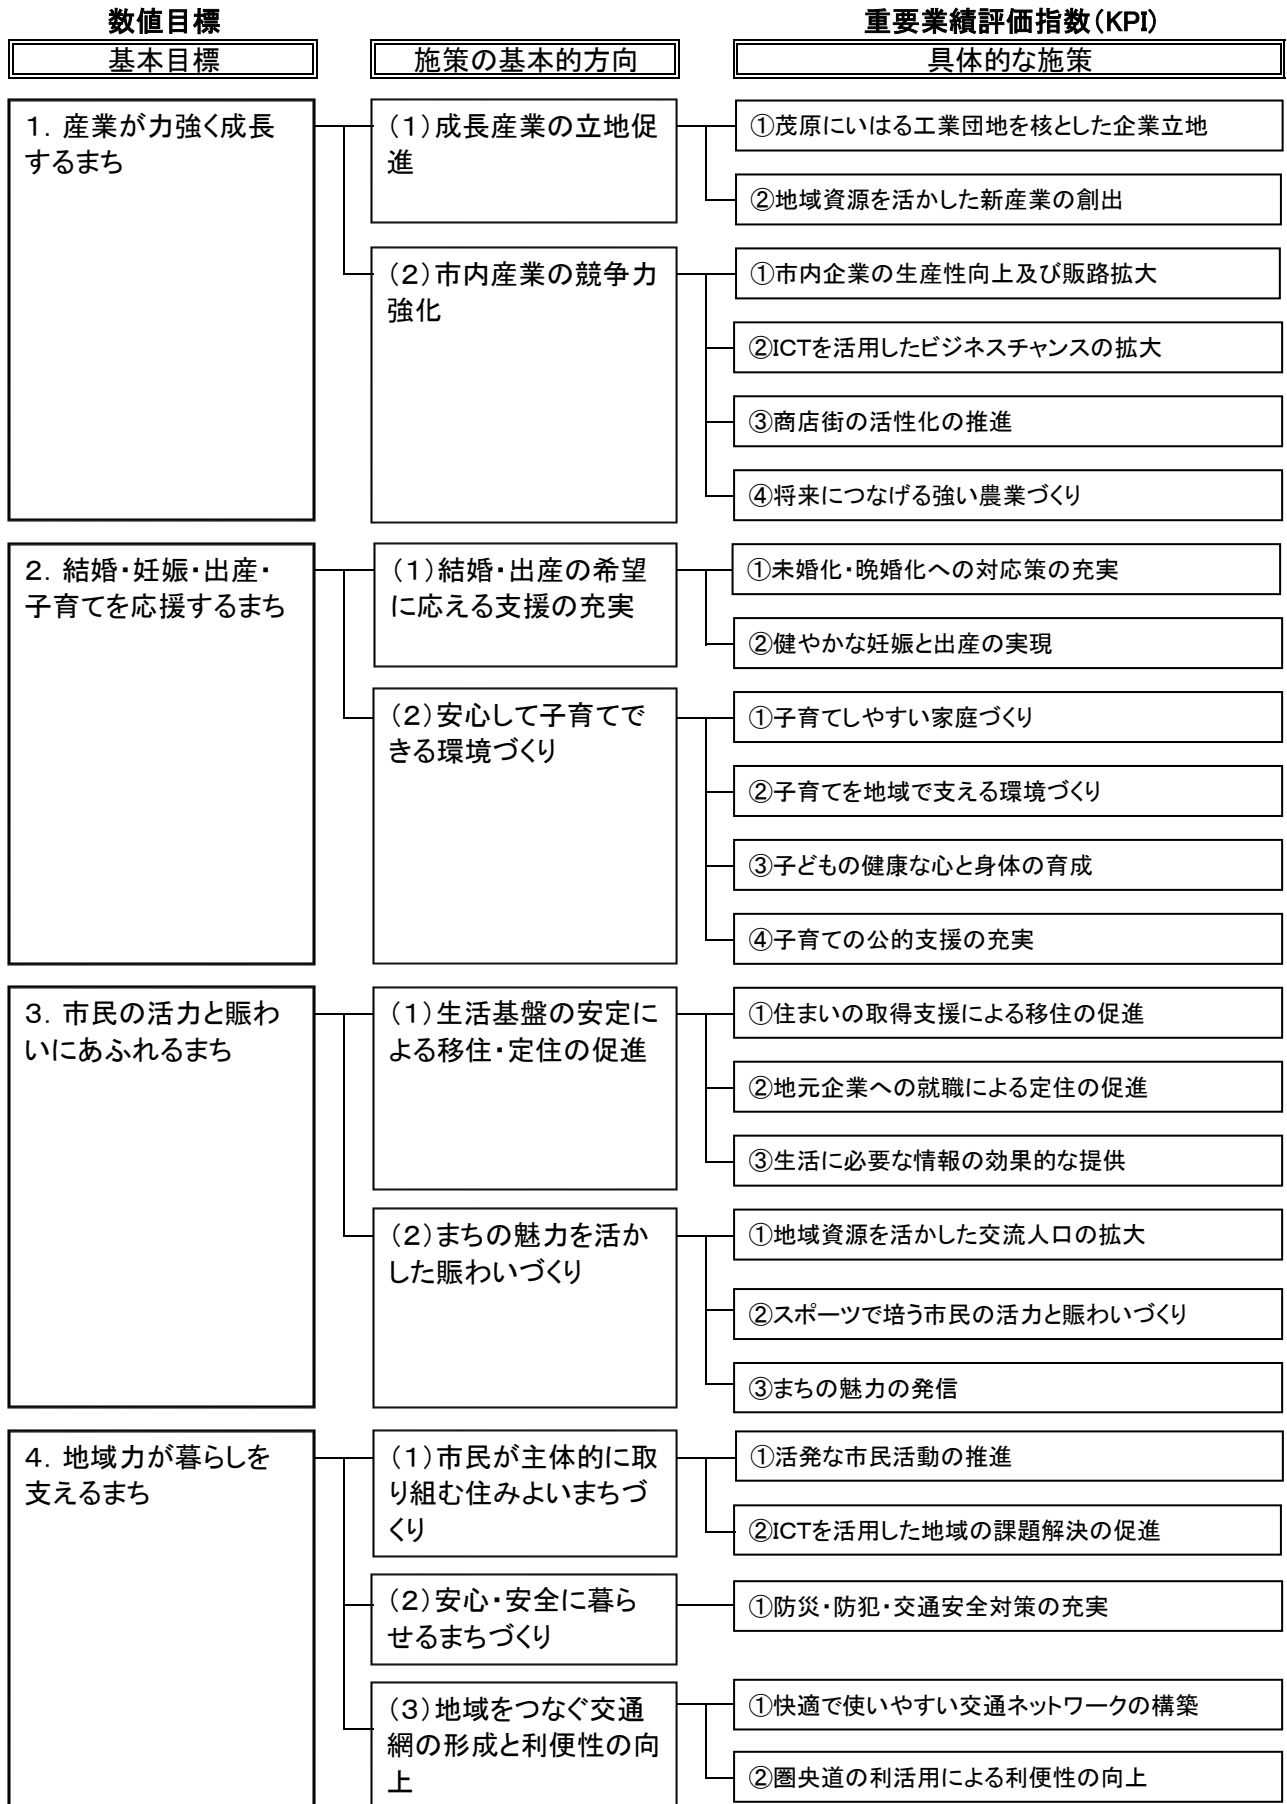 数値目標
重要業績評価指数(KPI)
基本目標
施策の基本的方向
具体的な施策
1．産業が力強く成長
するまち
(1)成長産業の立地促
進
①茂原にいはる工業団地を核とした企業立地
②地域資源を活かした新産業の創出
(2)市内産業の競争力
強化
①市内企業の生産性向上及び販路拡大
②ICTを活用したビジネスチャンスの拡大
③商店街の活性化の推進
④将来につなげる強い農業づくり
2．結婚・妊娠・出産・
子育てを応援するまち
(1)結婚・出産の希望
に応える支援の充実
①未婚化・晩婚化への対応策の充実
②健やかな妊娠と出産の実現
(2)安心して子育てで
きる環境づくり
①子育てしやすい家庭づくり
②子育てを地域で支える環境づくり
③子どもの健康な心と身体の育成
④子育ての公的支援の充実
3．市民の活力と賑わ
いにあふれるまち
(1)生活基盤の安定に
よる移住・定住の促進
①住まいの取得支援による移住の促進
②地元企業への就職による定住の促進
③生活に必要な情報の効果的な提供
(2)まちの魅力を活か
した賑わいづくり
①地域資源を活かした交流人口の拡大
②スポーツで培う市民の活力と賑わいづくり
③まちの魅力の発信
4．地域力が暮らしを
支えるまち
(1)市民が主体的に取
り組む住みよいまちづ
くり
①活発な市民活動の推進
②ICTを活用した地域の課題解決の促進
(2)安心・安全に暮ら
せるまちづくり
①防災・防犯・交通安全対策の充実
(3)地域をつなぐ交通
網の形成と利便性の向
上
①快適で使いやすい交通ネットワークの構築
②圏央道の利活用による利便性の向上